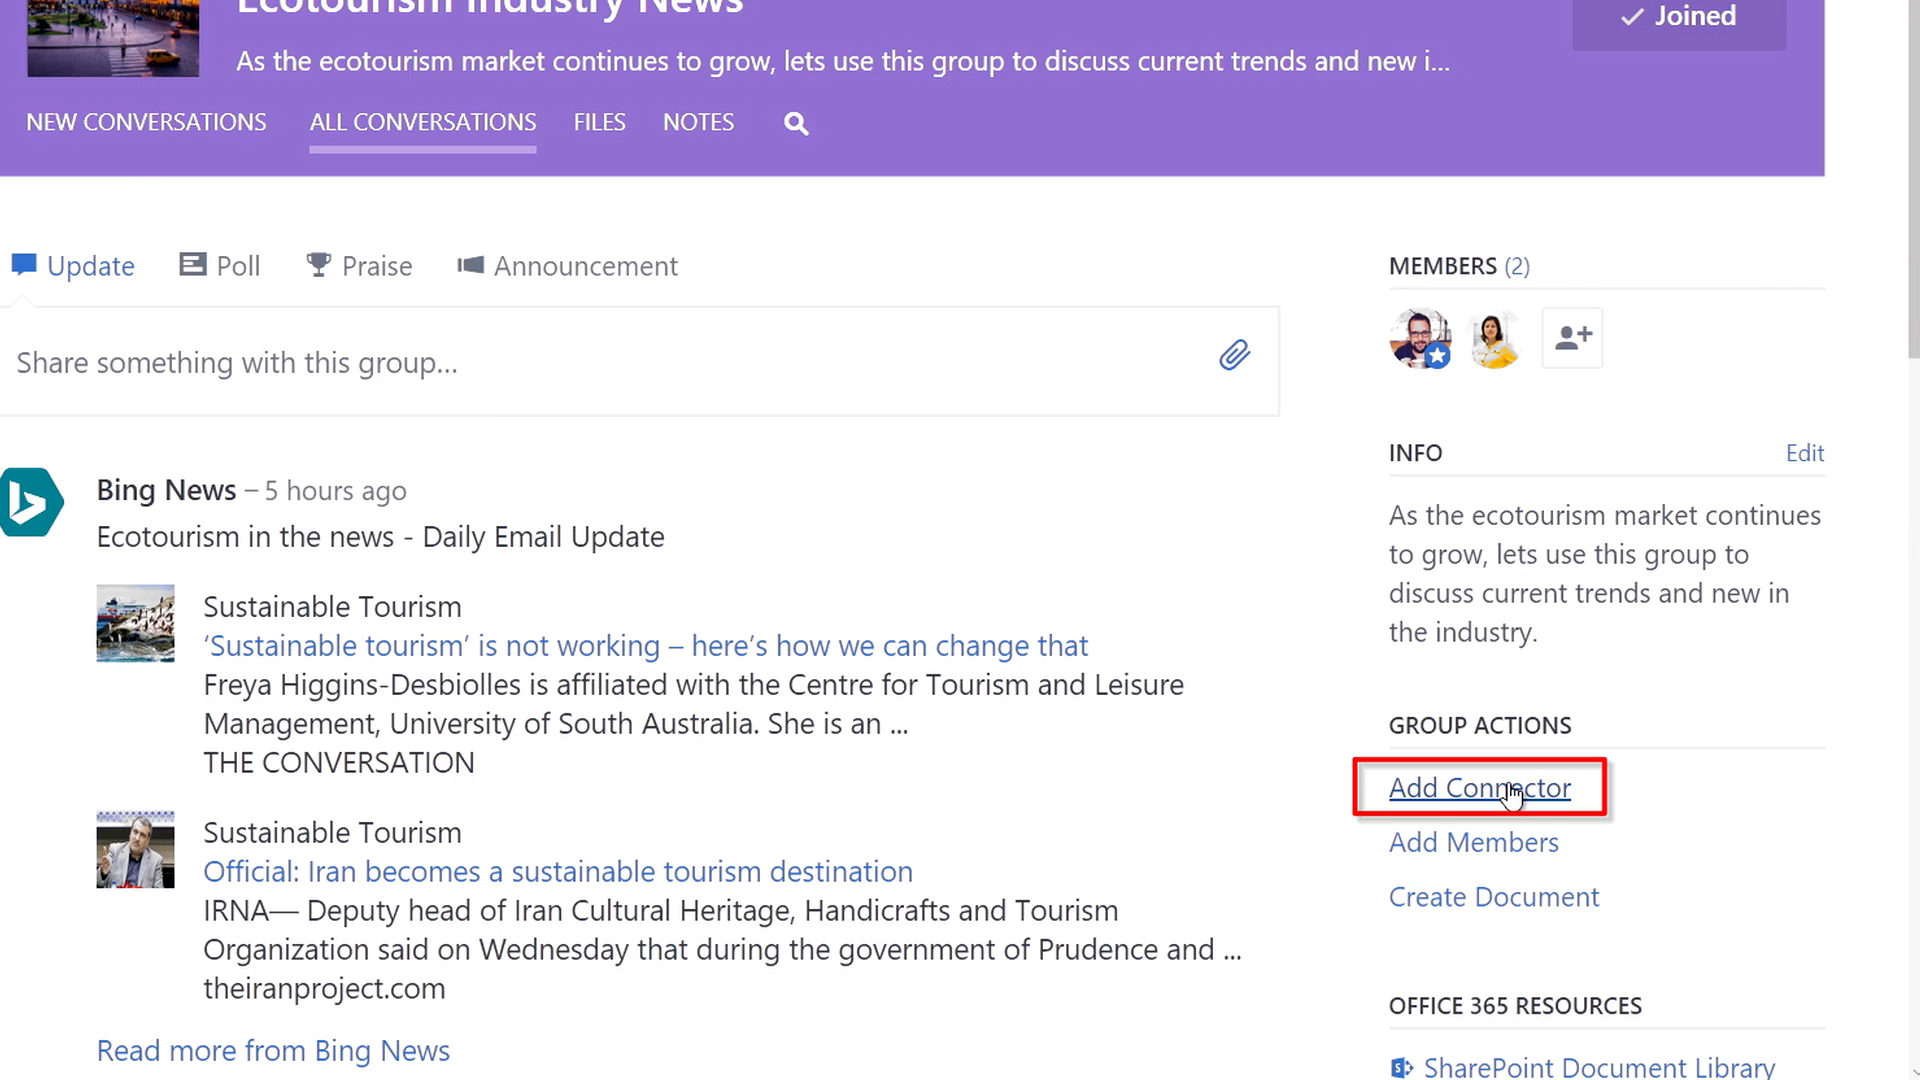 Ecotourism Industry News
Joined
As the ecotourism market continues to grow, lets use this group to discuss current trends and new i...
NEW CONVERSATIONS ALL CONVERSATIONS FILES NOTES
Update Poll Praise Announcement
Share something with this group...
Bing News – 5 hours ago
Ecotourism in the news - Daily Email Update
Sustainable Tourism
‘Sustainable tourism’ is not working – here’s how we can change that
Freya Higgins-Desbiolles is affiliated with the Centre for Tourism and Leisure
Management, University of South Australia. She is an ...
THE CONVERSATION
Sustainable Tourism
Official: Iran becomes a sustainable tourism destination
IRNA— Deputy head of Iran Cultural Heritage, Handicrafts and Tourism
Organization said on Wednesday that during the government of Prudence and ...
theiranproject.com
Read more from Bing News
MEMBERS (2)
INFO Edit
As the ecotourism market continues
to grow, lets use this group to
discuss current trends and new in
the industry.
GROUP ACTIONS
Add Connector
Add Members
Create Document
OFFICE 365 RESOURCES
SharePoint Document Library